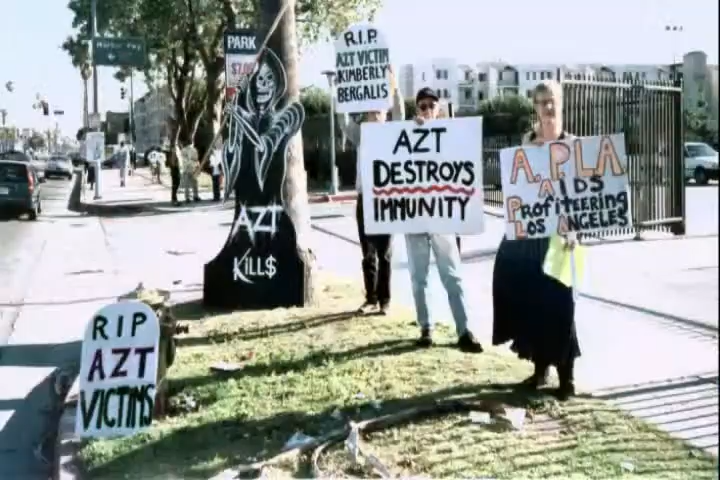 PARK
R.I.P.
AZT VICTIM
KIMBERLY
BERGALIS
AZT
DESTROYS
IMMUNITY
A.P.L.A
AIDS
PROFITEERING
LOS ANGELES
AZT
KILL$
RIP
AZT
VICTIMS